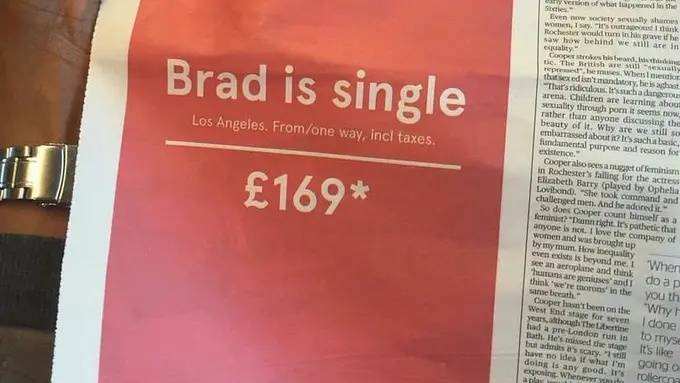 Brad is single
Los Angeles. From/one way, incl taxes.
£169*
early version of what happened in the
Sixties."
Even now society sexually shames
women, I say. "It's outrageous! I think
Rochester would turn in his grave if he
saw how behind we still are in
equality."
Cooper strokes his beard, his thinking
tic. The British are still "sexually
repressed", he muses. When I mention
that sex ed isn't mandatory, he is aghast.
"That's ridiculous. It's such a dangerous
arena. Children are learning about
sexuality through porn it seems now,
rather than anyone discussing the
beauty of it. Why are we still so
embarrassed about it? It's such a basic,
fundamental purpose and reason for
existence."
Cooper also sees a nugget of feminism
in Rochester's falling for the actress
Elizabeth Barry (played by Ophelia
Lovibond). "She took command and
challenged men. And he adored it."
So does Cooper count himself as a
feminist? "Damn right. It's pathetic that
anyone is not. I love the company of
women and was brought up
by my mum. How inequality
even exists is beyond me. I
see an aeroplane and think
'humans are geniuses' and I
think 'we're morons' in the
same breath."
Cooper hasn't been on the
West End stage for seven
years, although The Libertine
had a pre-London run in
Bath. He's missed the stage
but admits it's scary. "I still
have no idea if what I'm
doing is any good. It's
exposing. Whenever you
a play,
"When
do a p
you th
"Why h
I done
to myse
It's like
going o
rollerco